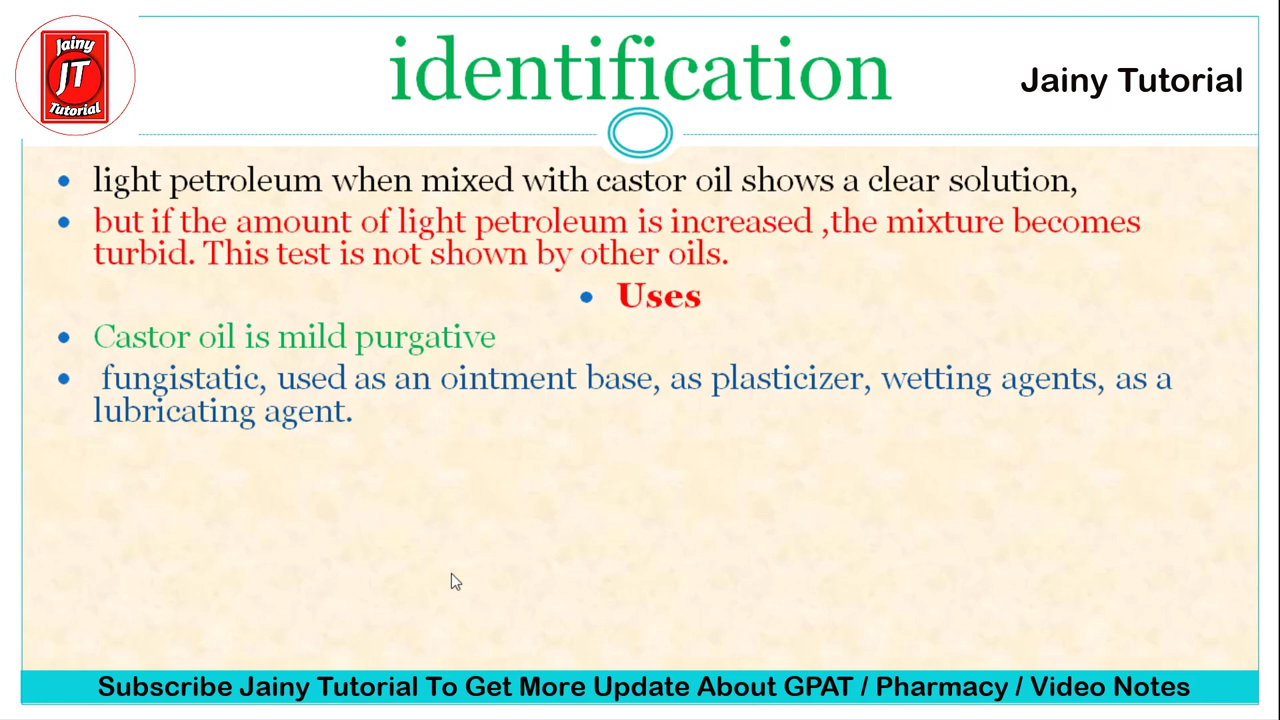 Jainy
JT
Tutorial
identification
Jainy Tutorial
• light petroleum when mixed with castor oil shows a clear solution,
• but if the amount of light petroleum is increased ,the mixture becomes
turbid. This test is not shown by other oils.
• Uses
• Castor oil is mild purgative
• fungistatic, used as an ointment base, as plasticizer, wetting agents, as a
lubricating agent.
Subscribe Jainy Tutorial To Get More Update About GPAT / Pharmacy / Video Notes